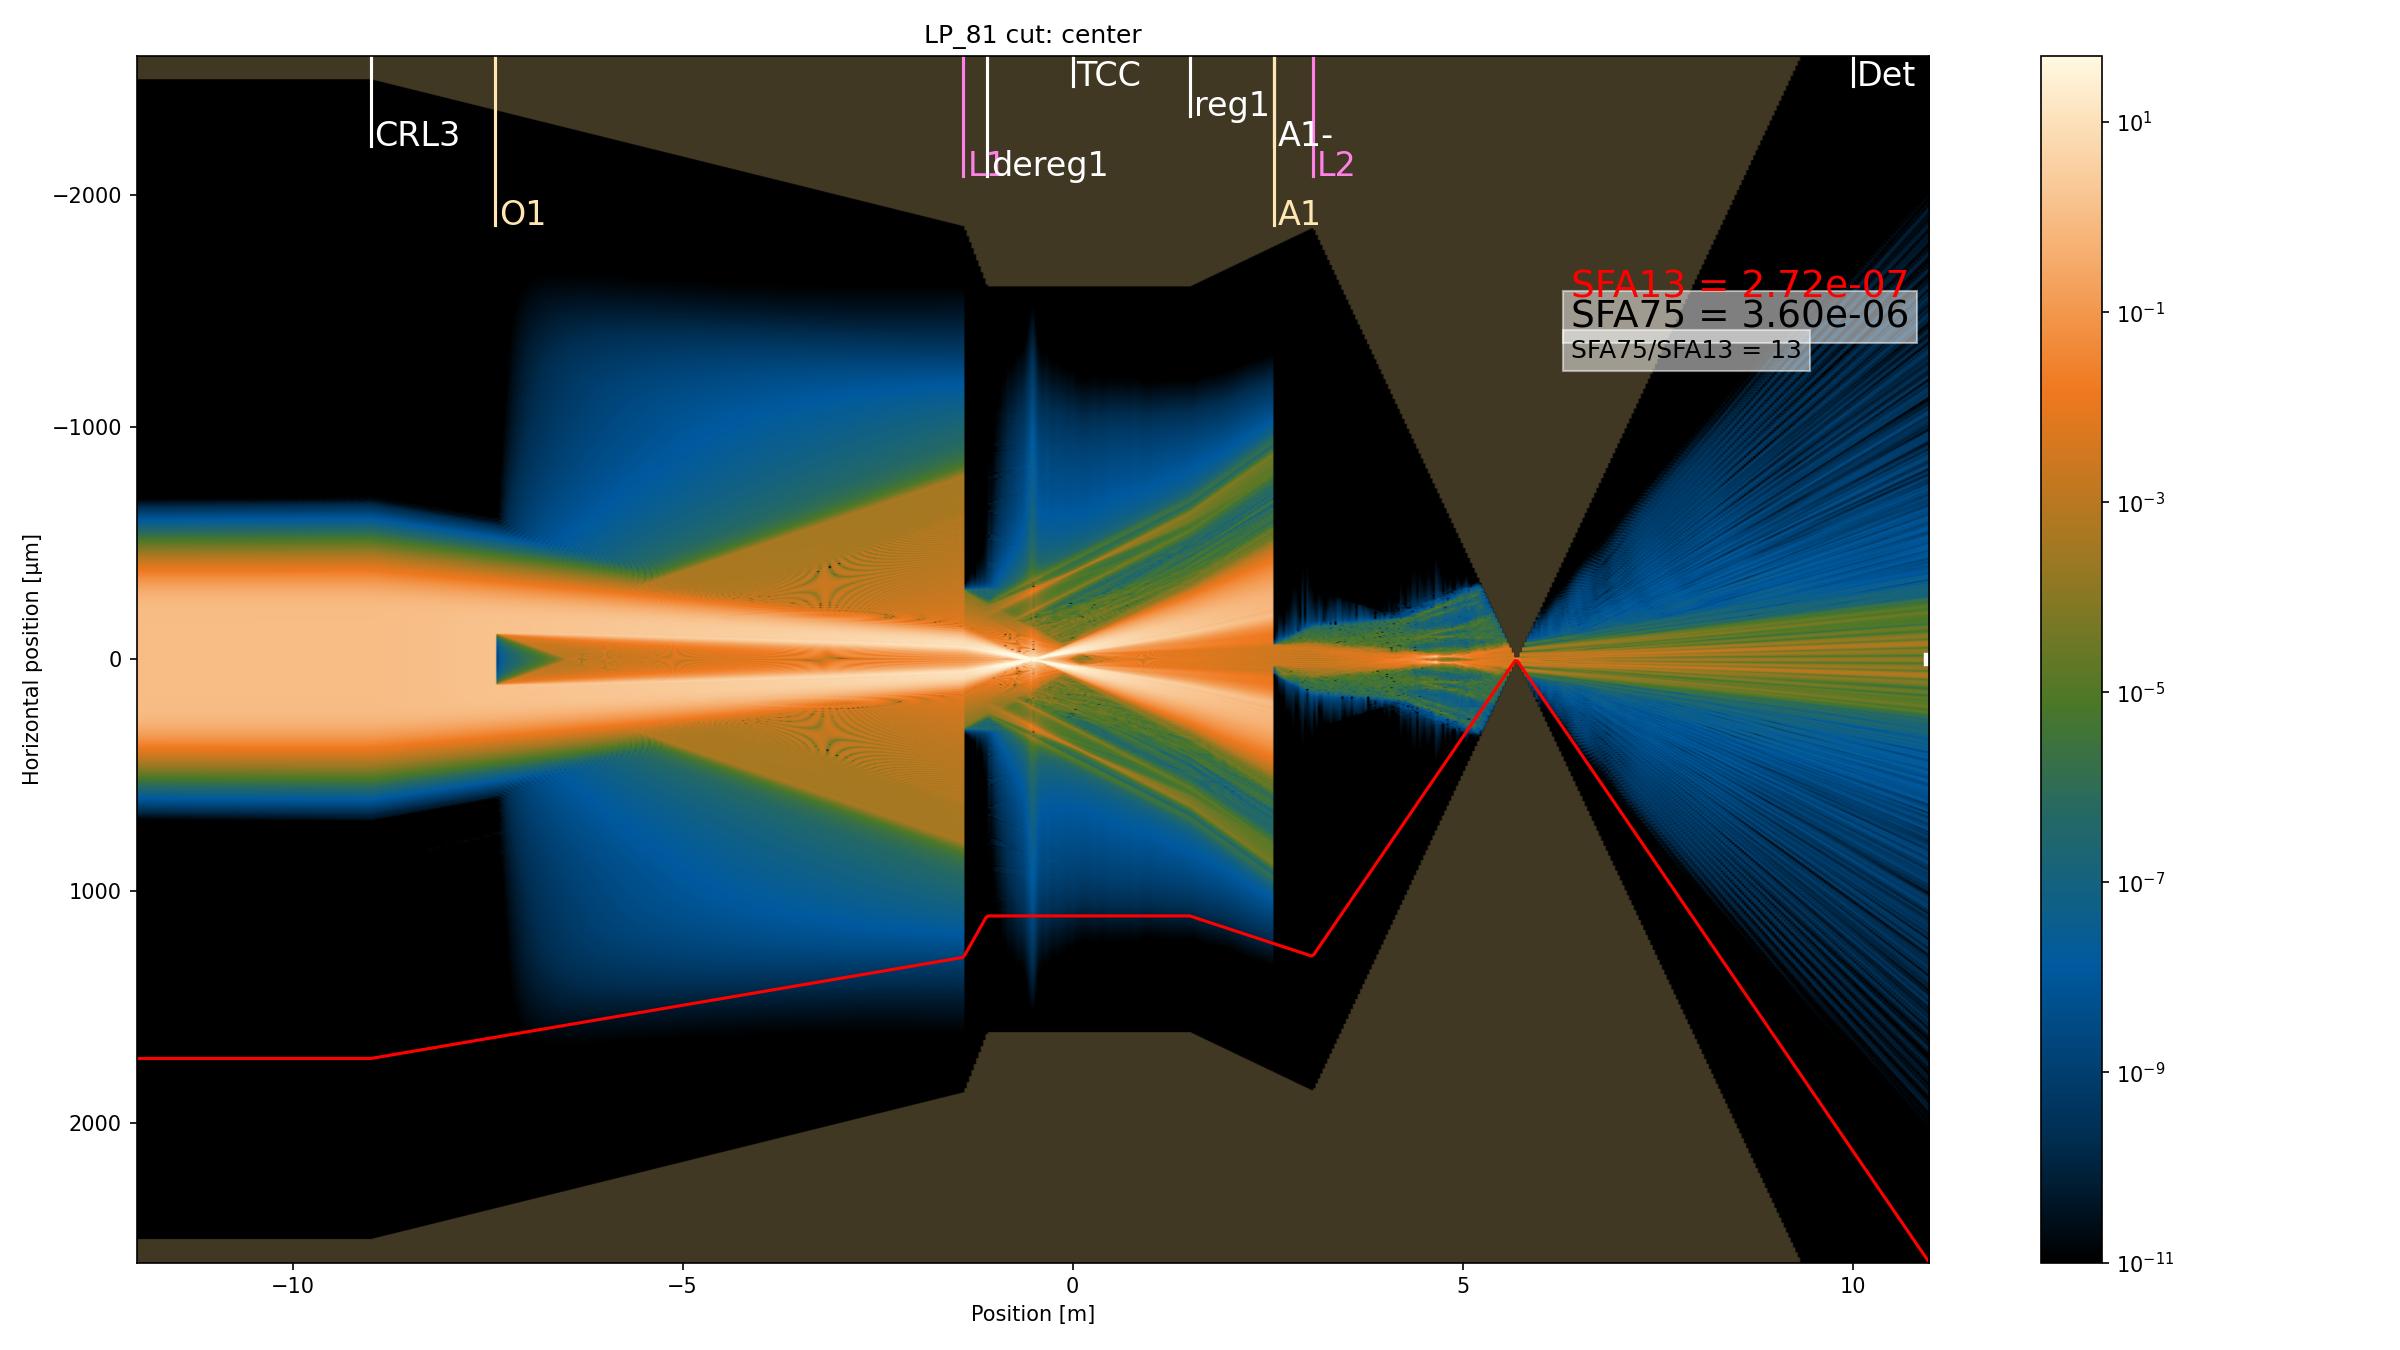 LP_81 cut: center
TCC
Det
reg1
CRL3
A1-
L1
dereg1
L2
O1
A1
SFA13 = 2.72e-07
SFA75 = 3.60e-06
SFA75/SFA13 = 13
Horizontal position [µm]
−2000
−1000
0
1000
2000
−10
−5
0
5
10
Position [m]
10¹
10⁻¹
10⁻³
10⁻⁵
10⁻⁷
10⁻⁹
10⁻¹¹